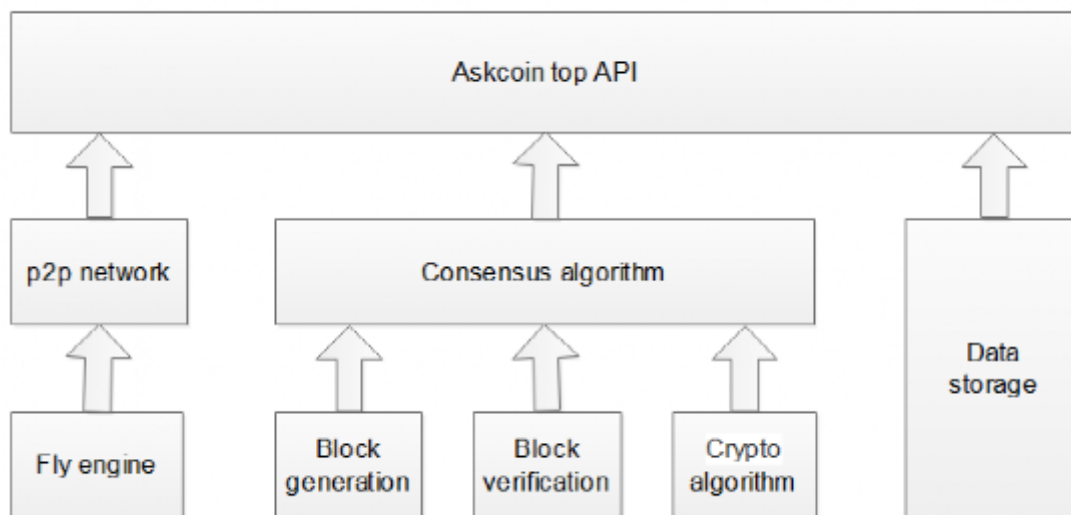 Askcoin top API
p2p network
Consensus algorithm
Data
storage
Fly engine
Block
generation
Block
verification
Crypto
algorithm